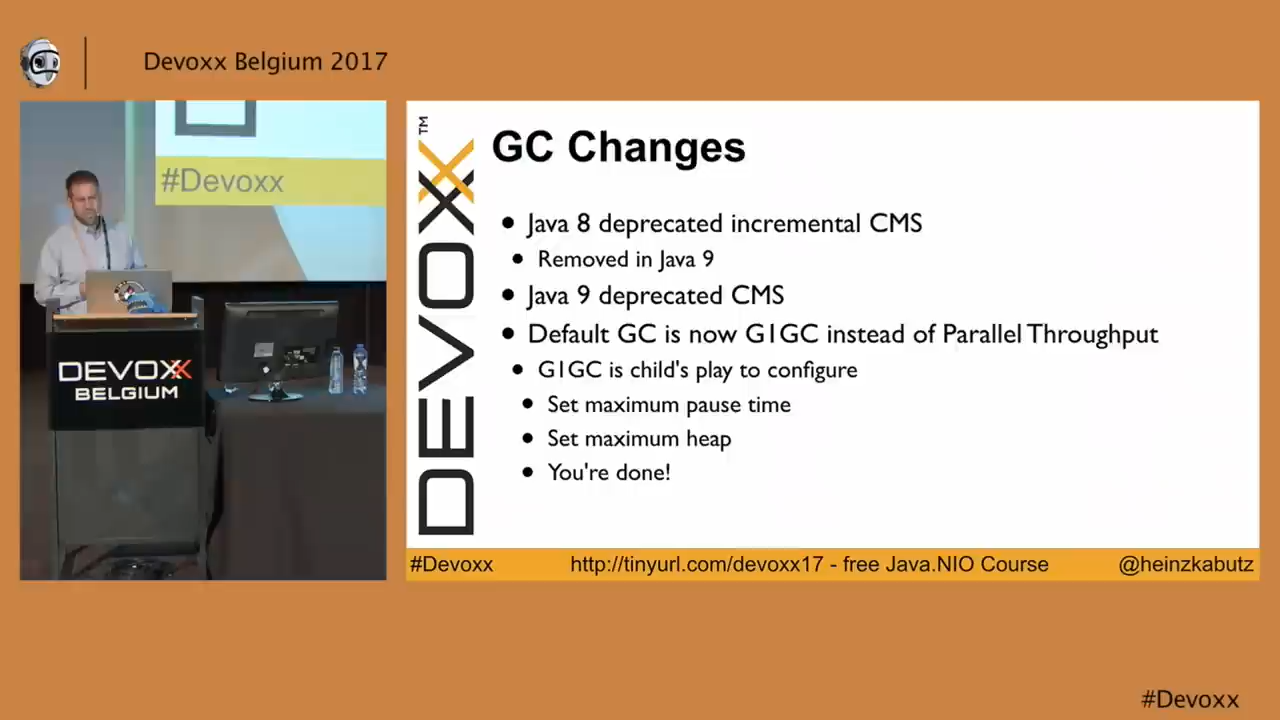 Devoxx Belgium 2017
#Devoxx
DEVOXX
BELGIUM
DEVOXX™
GC Changes
• Java 8 deprecated incremental CMS
• Removed in Java 9
• Java 9 deprecated CMS
• Default GC is now G1GC instead of Parallel Throughput
• G1GC is child's play to configure
• Set maximum pause time
• Set maximum heap
• You're done!
#Devoxx http://tinyurl.com/devoxx17 - free Java.NIO Course @heinzkabutz
#Devoxx